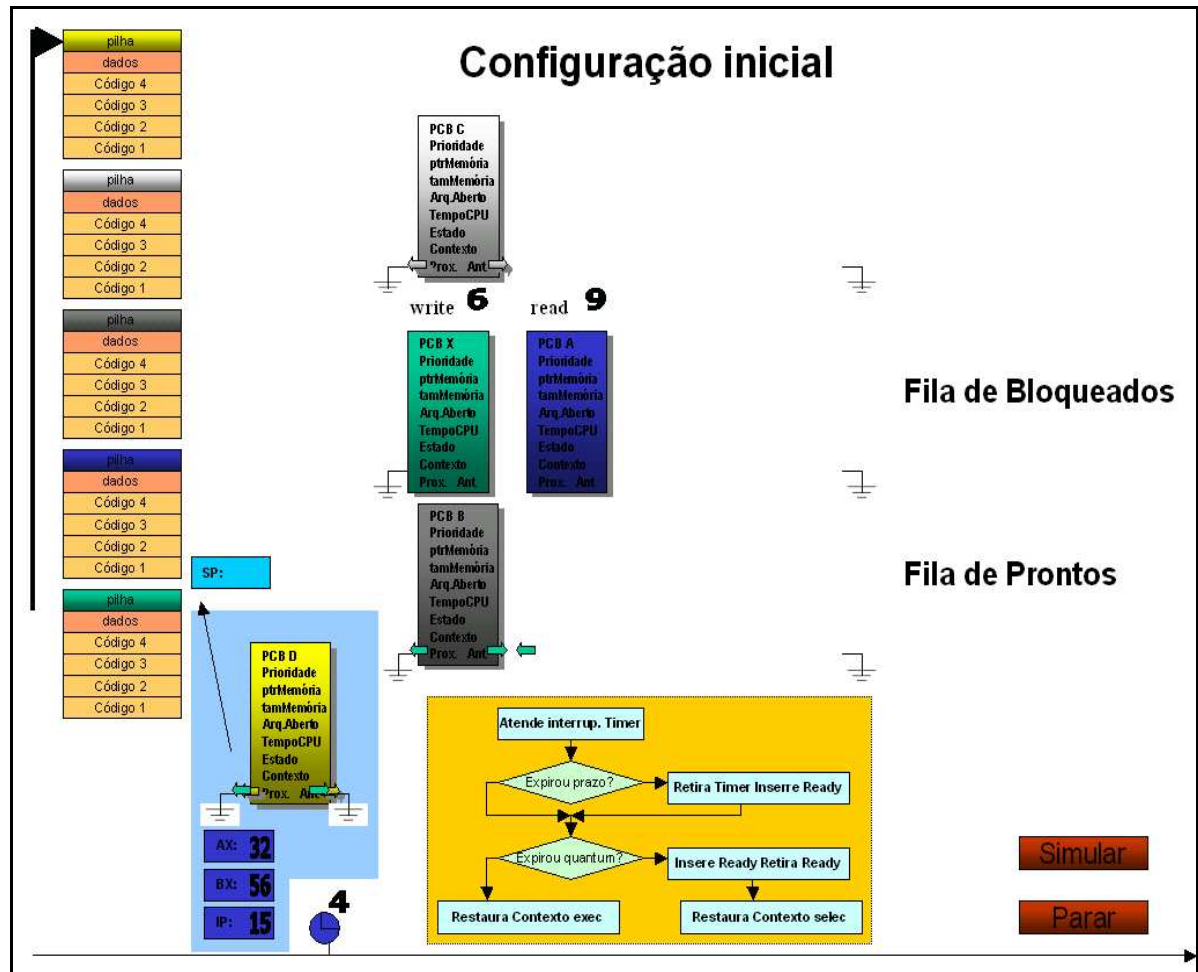 Configuração inicial
pilha
dados
Código 4
Código 3
Código 2
Código 1
pilha
dados
Código 4
Código 3
Código 2
Código 1
pilha
dados
Código 4
Código 3
Código 2
Código 1
pilha
dados
Código 4
Código 3
Código 2
Código 1
pilha
dados
Código 4
Código 3
Código 2
Código 1
PCB C
Prioridade
ptrMemória
tamMemória
Arq.Aberto
TempoCPU
Estado
Contexto
Prox. Ant
write 6
read 9
PCB X
Prioridade
ptrMemória
tamMemória
Arq.Aberto
TempoCPU
Estado
Contexto
Prox. Ant
PCB A
Prioridade
ptrMemória
tamMemória
Arq.Aberto
TempoCPU
Estado
Contexto
Prox. Ant
Fila de Bloqueados
PCB B
Prioridade
ptrMemória
tamMemória
Arq.Aberto
TempoCPU
Estado
Contexto
Prox. Ant
Fila de Prontos
SP:
PCB D
Prioridade
ptrMemória
tamMemória
Arq.Aberto
TempoCPU
Estado
Contexto
Prox. Ant
AX: 32
BX: 56
IP: 15
4
Atende interrup. Timer
Expirou prazo?
Retira Timer Inserre Ready
Expirou quantum?
Insere Ready Retira Ready
Restaura Contexto exec
Restaura Contexto selec
Simular
Parar